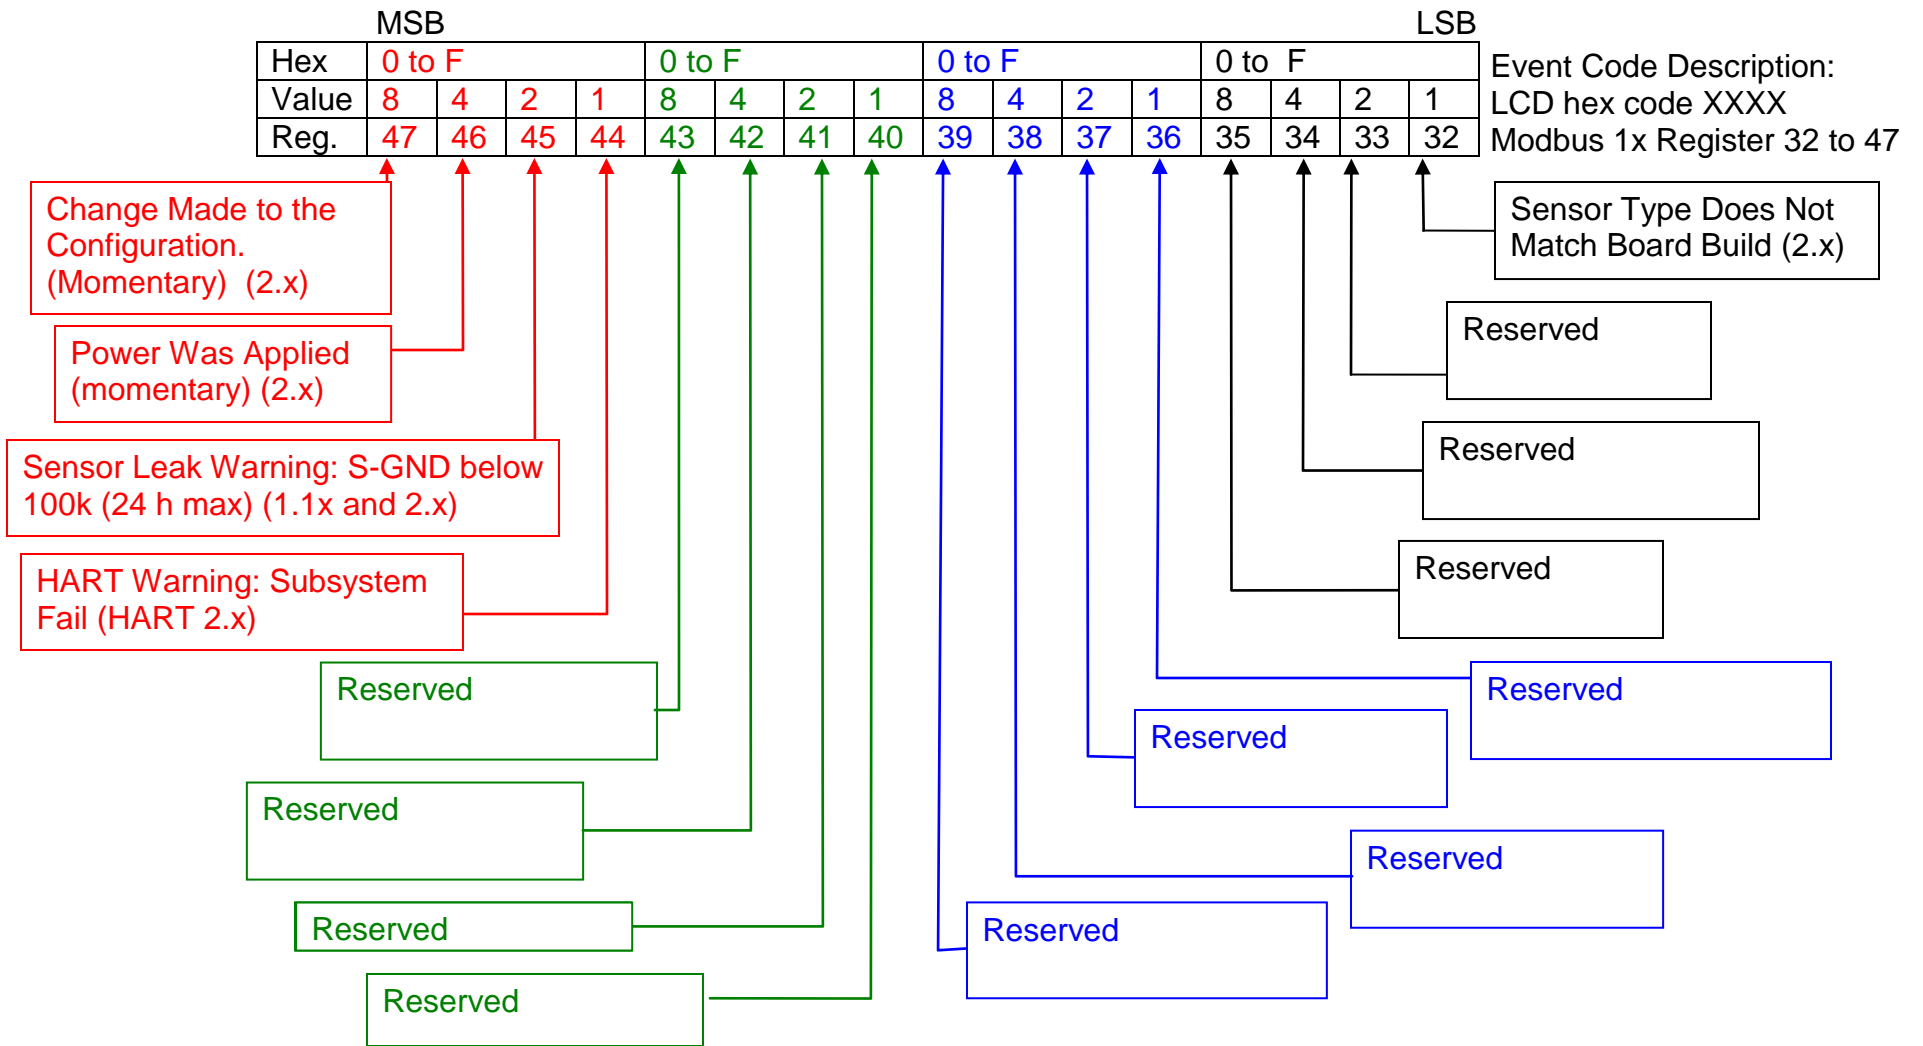 MSB LSB
Hex 0 to F 0 to F 0 to F 0 to F
Value 8 4 2 1 8 4 2 1 8 4 2 1 8 4 2 1
Reg. 47 46 45 44 43 42 41 40 39 38 37 36 35 34 33 32
Event Code Description:
LCD hex code XXXX
Modbus 1x Register 32 to 47
Change Made to the
Configuration.
(Momentary) (2.x)
Power Was Applied
(momentary) (2.x)
Sensor Leak Warning: S-GND below
100k (24 h max) (1.1x and 2.x)
HART Warning: Subsystem
Fail (HART 2.x)
Reserved
Reserved
Reserved
Reserved
Sensor Type Does Not
Match Board Build (2.x)
Reserved
Reserved
Reserved
Reserved
Reserved
Reserved
Reserved